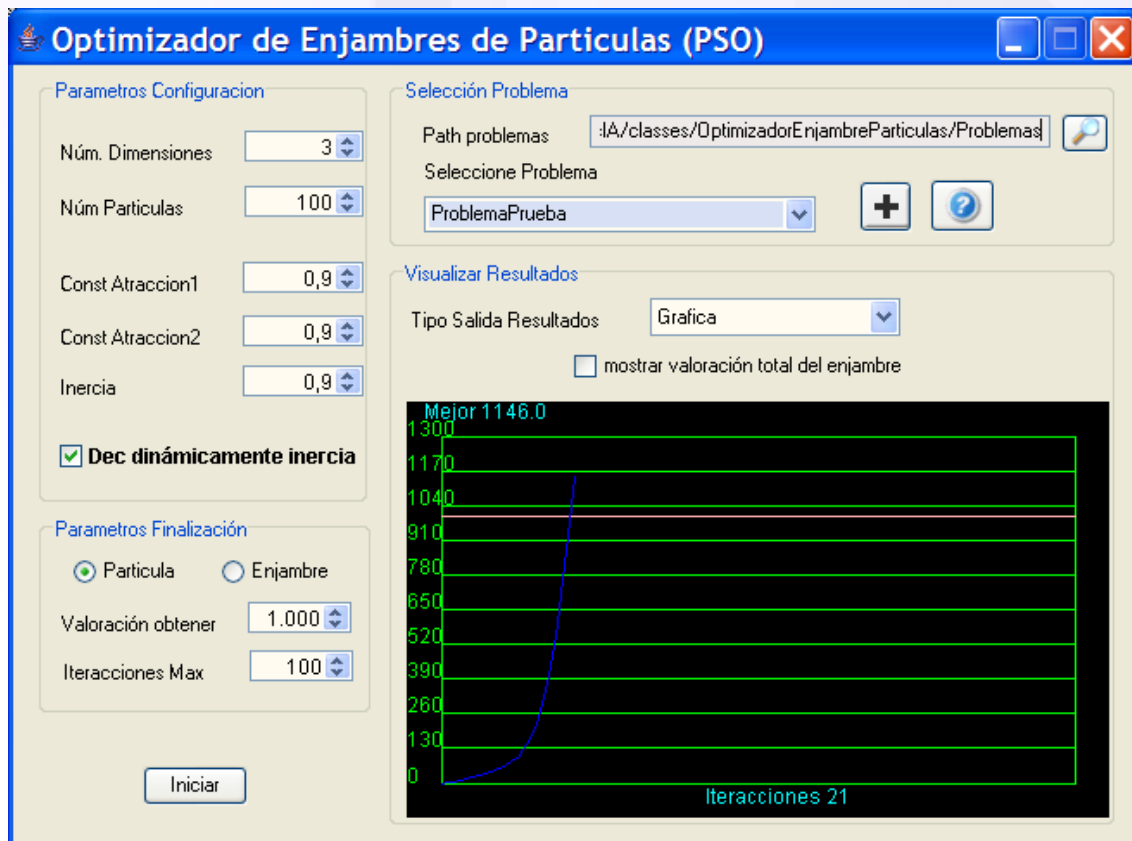 Optimizador de Enjambres de Particulas (PSO)
Parametros Configuracion
Núm. Dimensiones 3
Núm Particulas 100
Const Atraccion1 0,9
Const Atraccion2 0,9
Inercia 0,9
Dec dinámicamente inercia
Parametros Finalización
Particula Enjambre
Valoración obtener 1.000
Iteracciones Max 100
Iniciar
Selección Problema
Path problemas :IA/classes/OptimizadorEnjambreParticulas/Problemas
Seleccione Problema
ProblemaPrueba
Visualizar Resultados
Tipo Salida Resultados Grafica
mostrar valoración total del enjambre
Mejor 1146.0
1300
1170
1040
910
780
650
520
390
260
130
0
Iteracciones 21